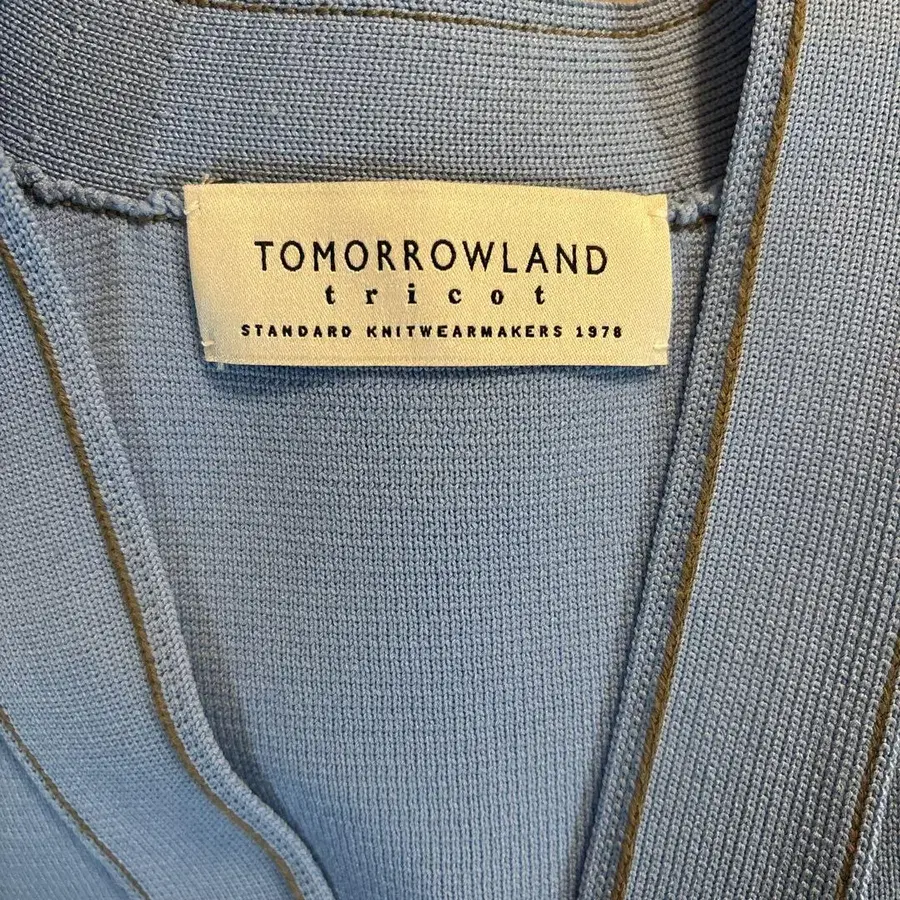 TOMORROWLAND
tricot
STANDARD KNITWEARMAKERS 1978